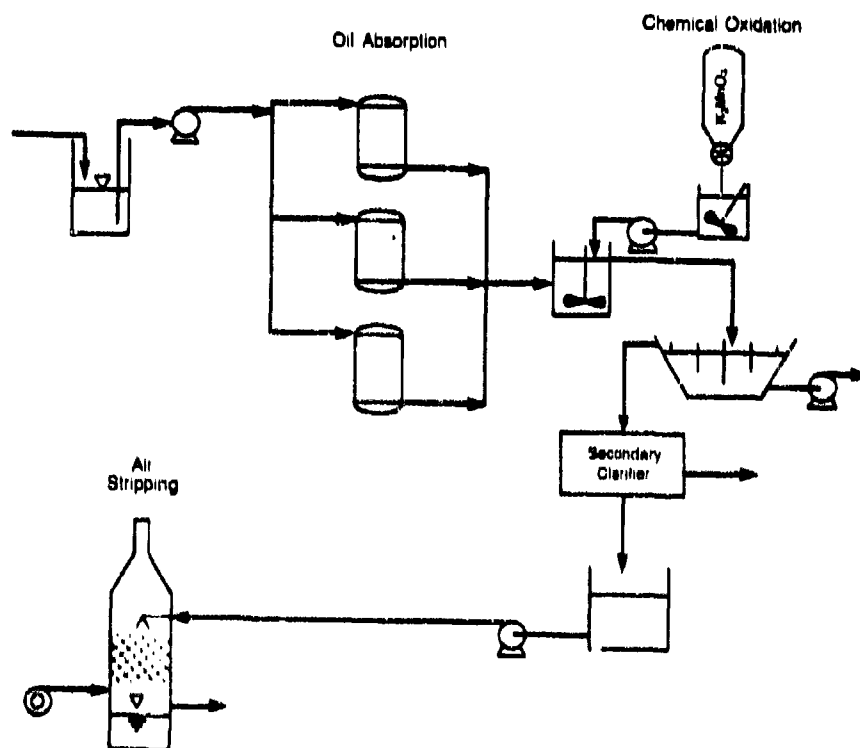 Chemical Oxidation
Oil Absorption
Secondary
Clarifier
Air
Stripping